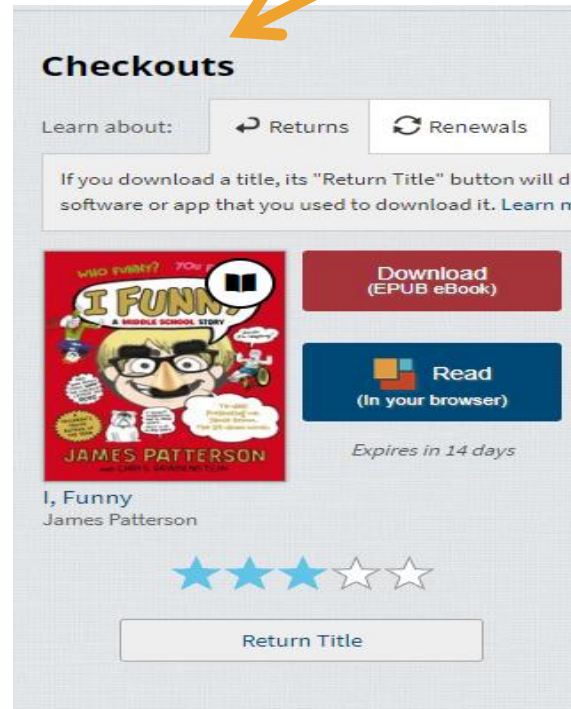 Checkouts
Learn about: Returns Renewals
If you download a title, its "Return Title" button will d
software or app that you used to download it. Learn
WHO FUNNY? YOU
I FUNNY
A MIDDLE SCHOOL STORY
JAMES PATTERSON
Download
(EPUB eBook)
Read
(In your browser)
Expires in 14 days
I, Funny
James Patterson
Return Title